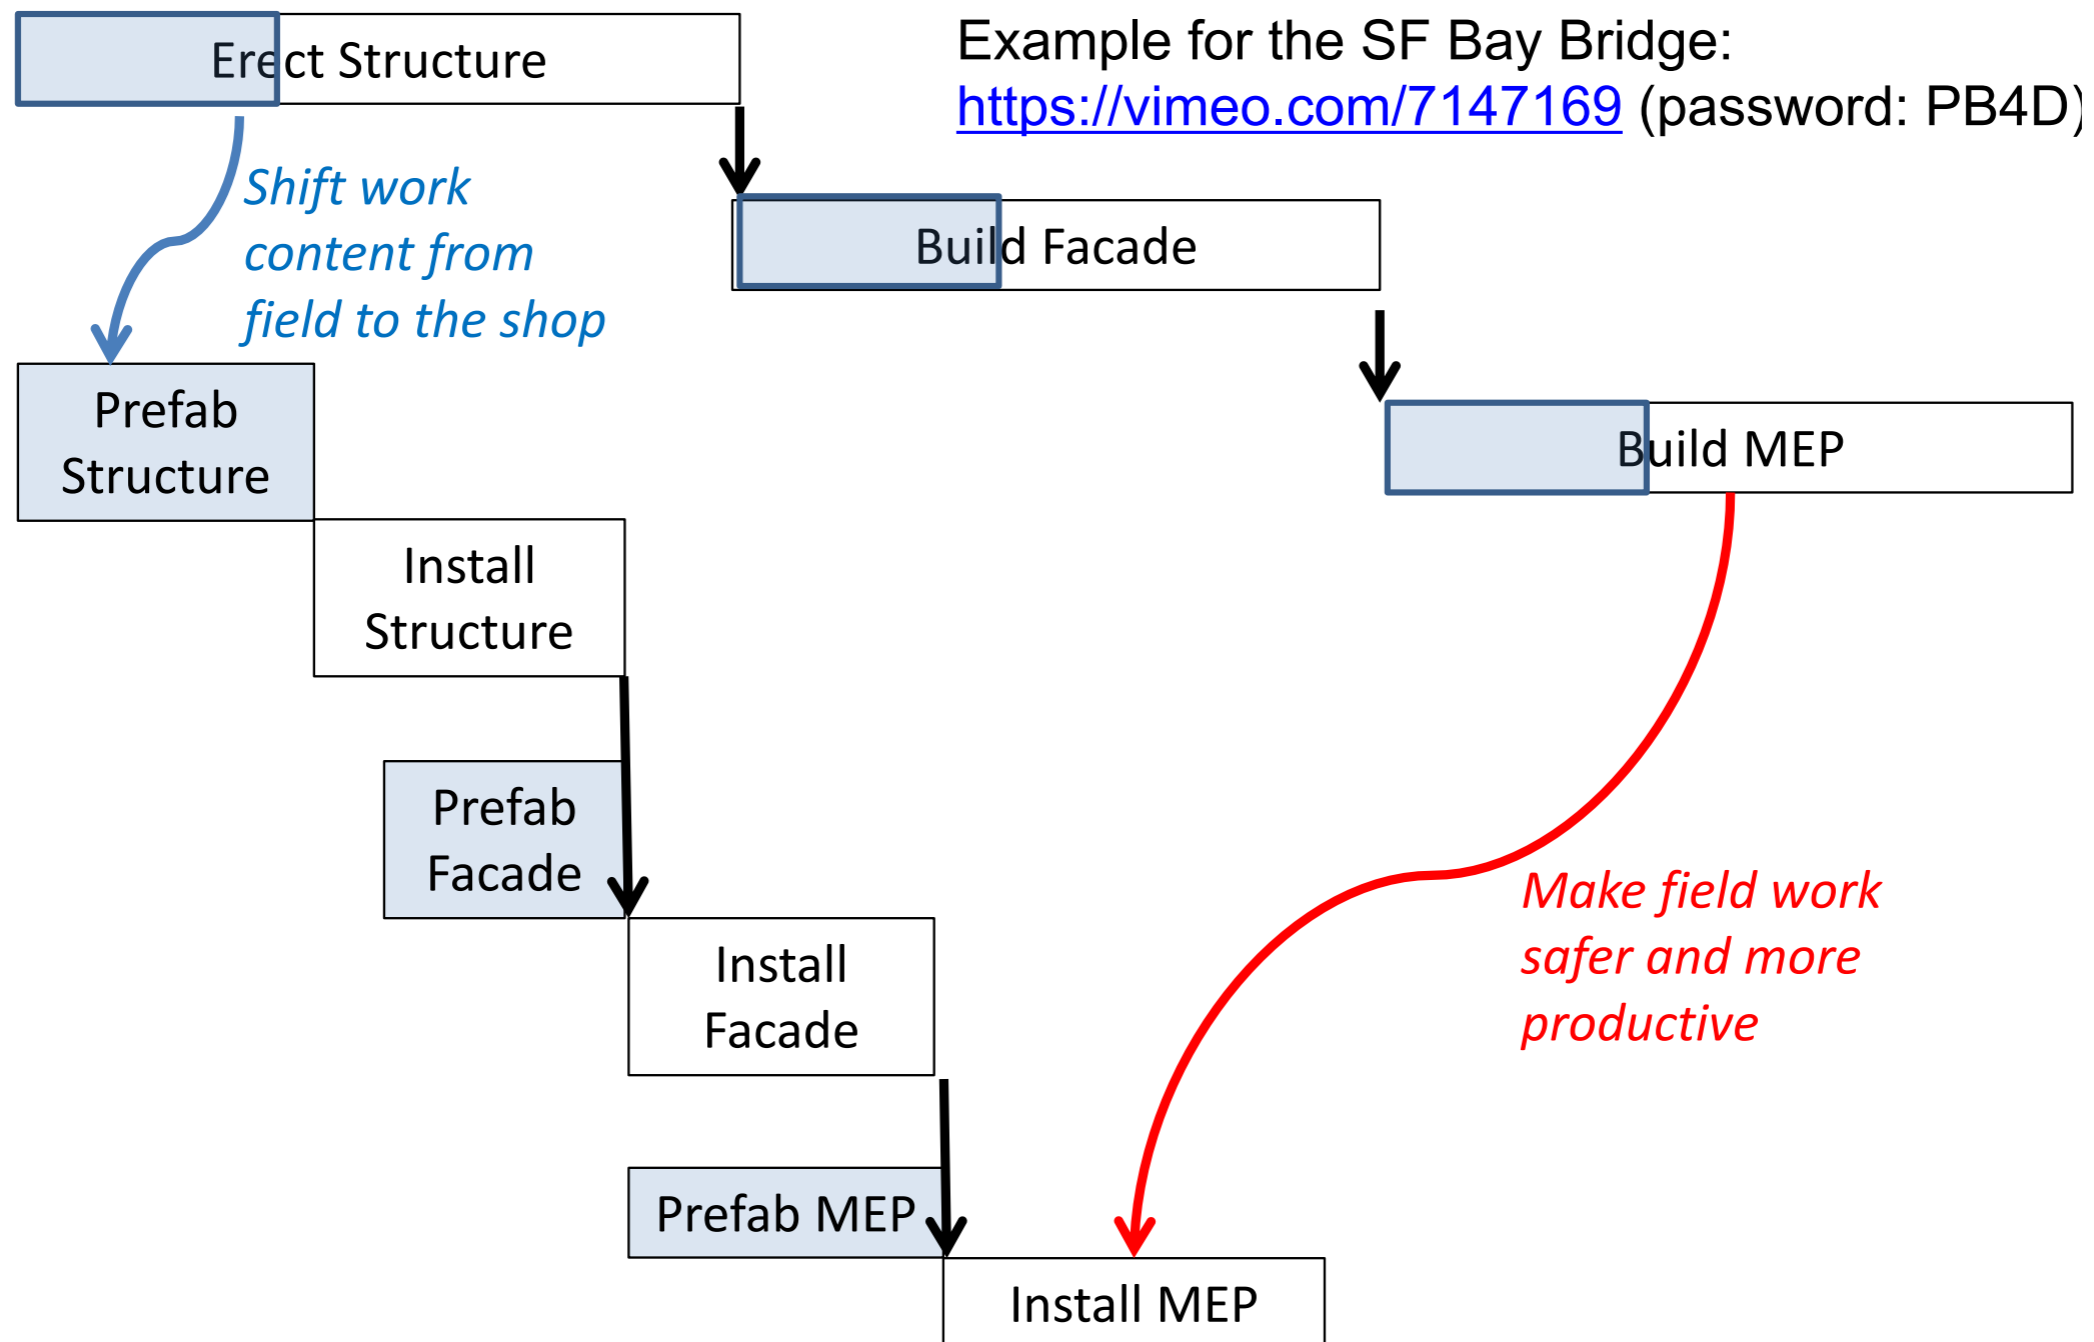 Erect Structure
Example for the SF Bay Bridge:
https://vimeo.com/7147169 (password: PB4D)
Shift work
content from
field to the shop
Build Facade
Prefab
Structure
Build MEP
Install
Structure
Prefab
Facade
Make field work
safer and more
productive
Install
Facade
Prefab MEP
Install MEP